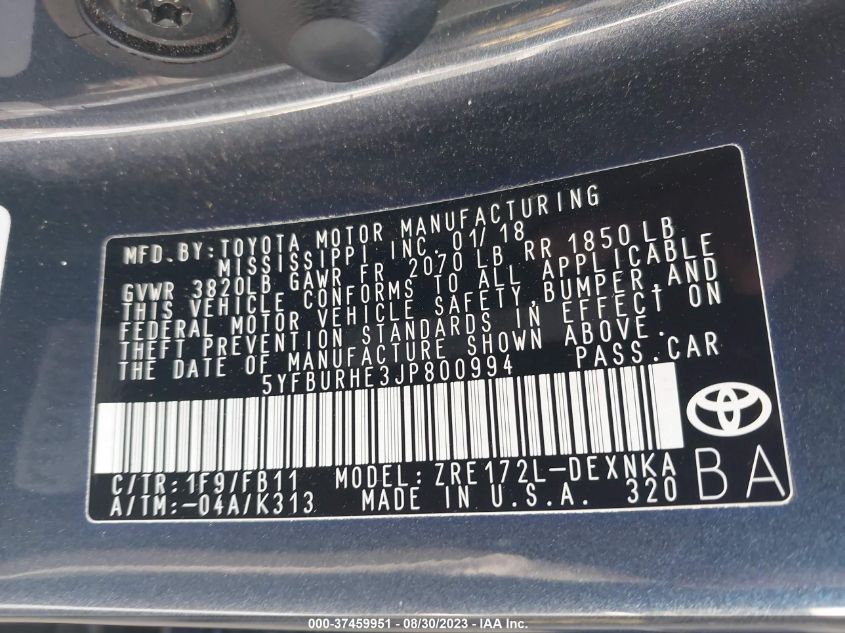 MFD. BY: TOYOTA MOTOR MANUFACTURING
MISSISSIPPI INC. 01/18
GVWR 3820LB GAWR FR 2070 LB RR 1850 LB
THIS VEHICLE CONFORMS TO ALL APPLICABLE
FEDERAL MOTOR VEHICLE SAFETY, BUMPER, AND
THEFT PREVENTION STANDARDS IN EFFECT ON
THE DATE OF MANUFACTURE SHOWN ABOVE.
5YFBURHE3JP800994 PASS. CAR
C/TR: 1F9/FB11 MODEL: ZRE172L-DEXNKA
A/TM: -04A/K313 MADE IN U.S.A. 320
BA
000-37459951 / 08/30/2023 - IAA Inc.